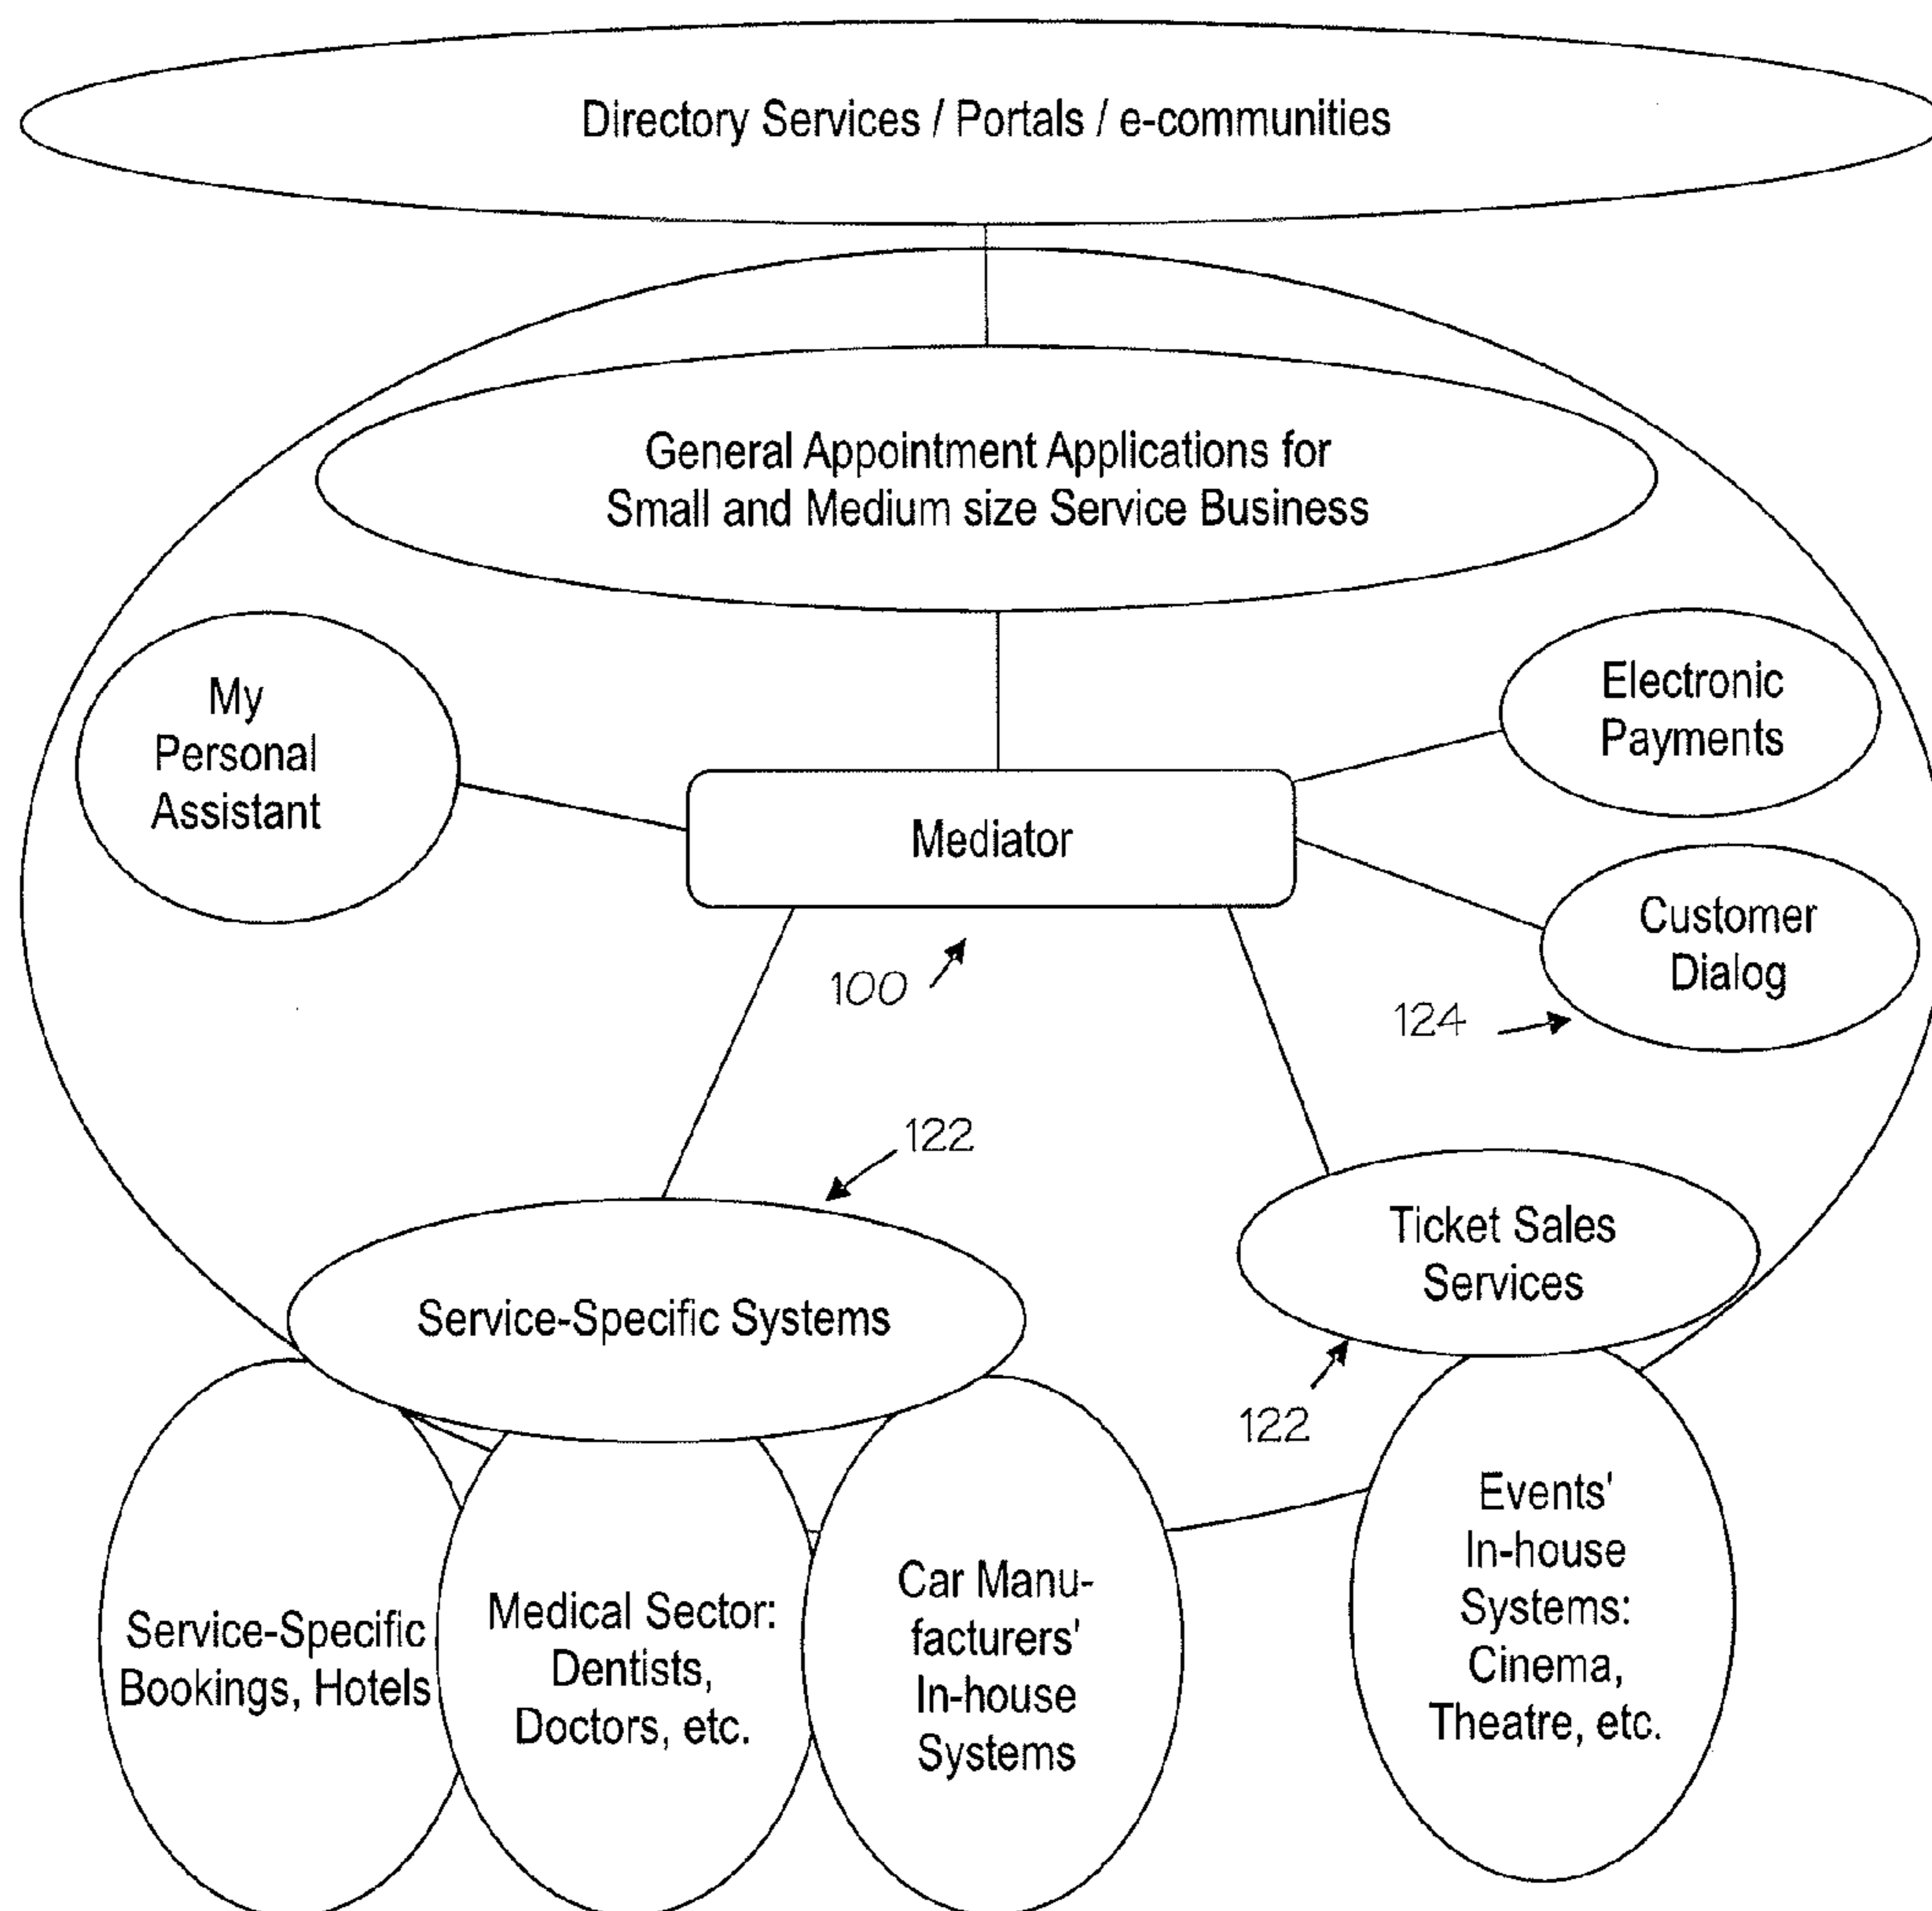 Directory Services / Portals / e-communities
General Appointment Applications for
Small and Medium size Service Business
My
Personal
Assistant
Electronic
Payments
Mediator
Customer
Dialog
100
124
122
Ticket Sales
Services
Service-Specific Systems
122
Service-Specific
Bookings, Hotels
Medical Sector:
Dentists,
Doctors, etc.
Car Manu-
facturers'
In-house
Systems
Events'
In-house
Systems:
Cinema,
Theatre, etc.